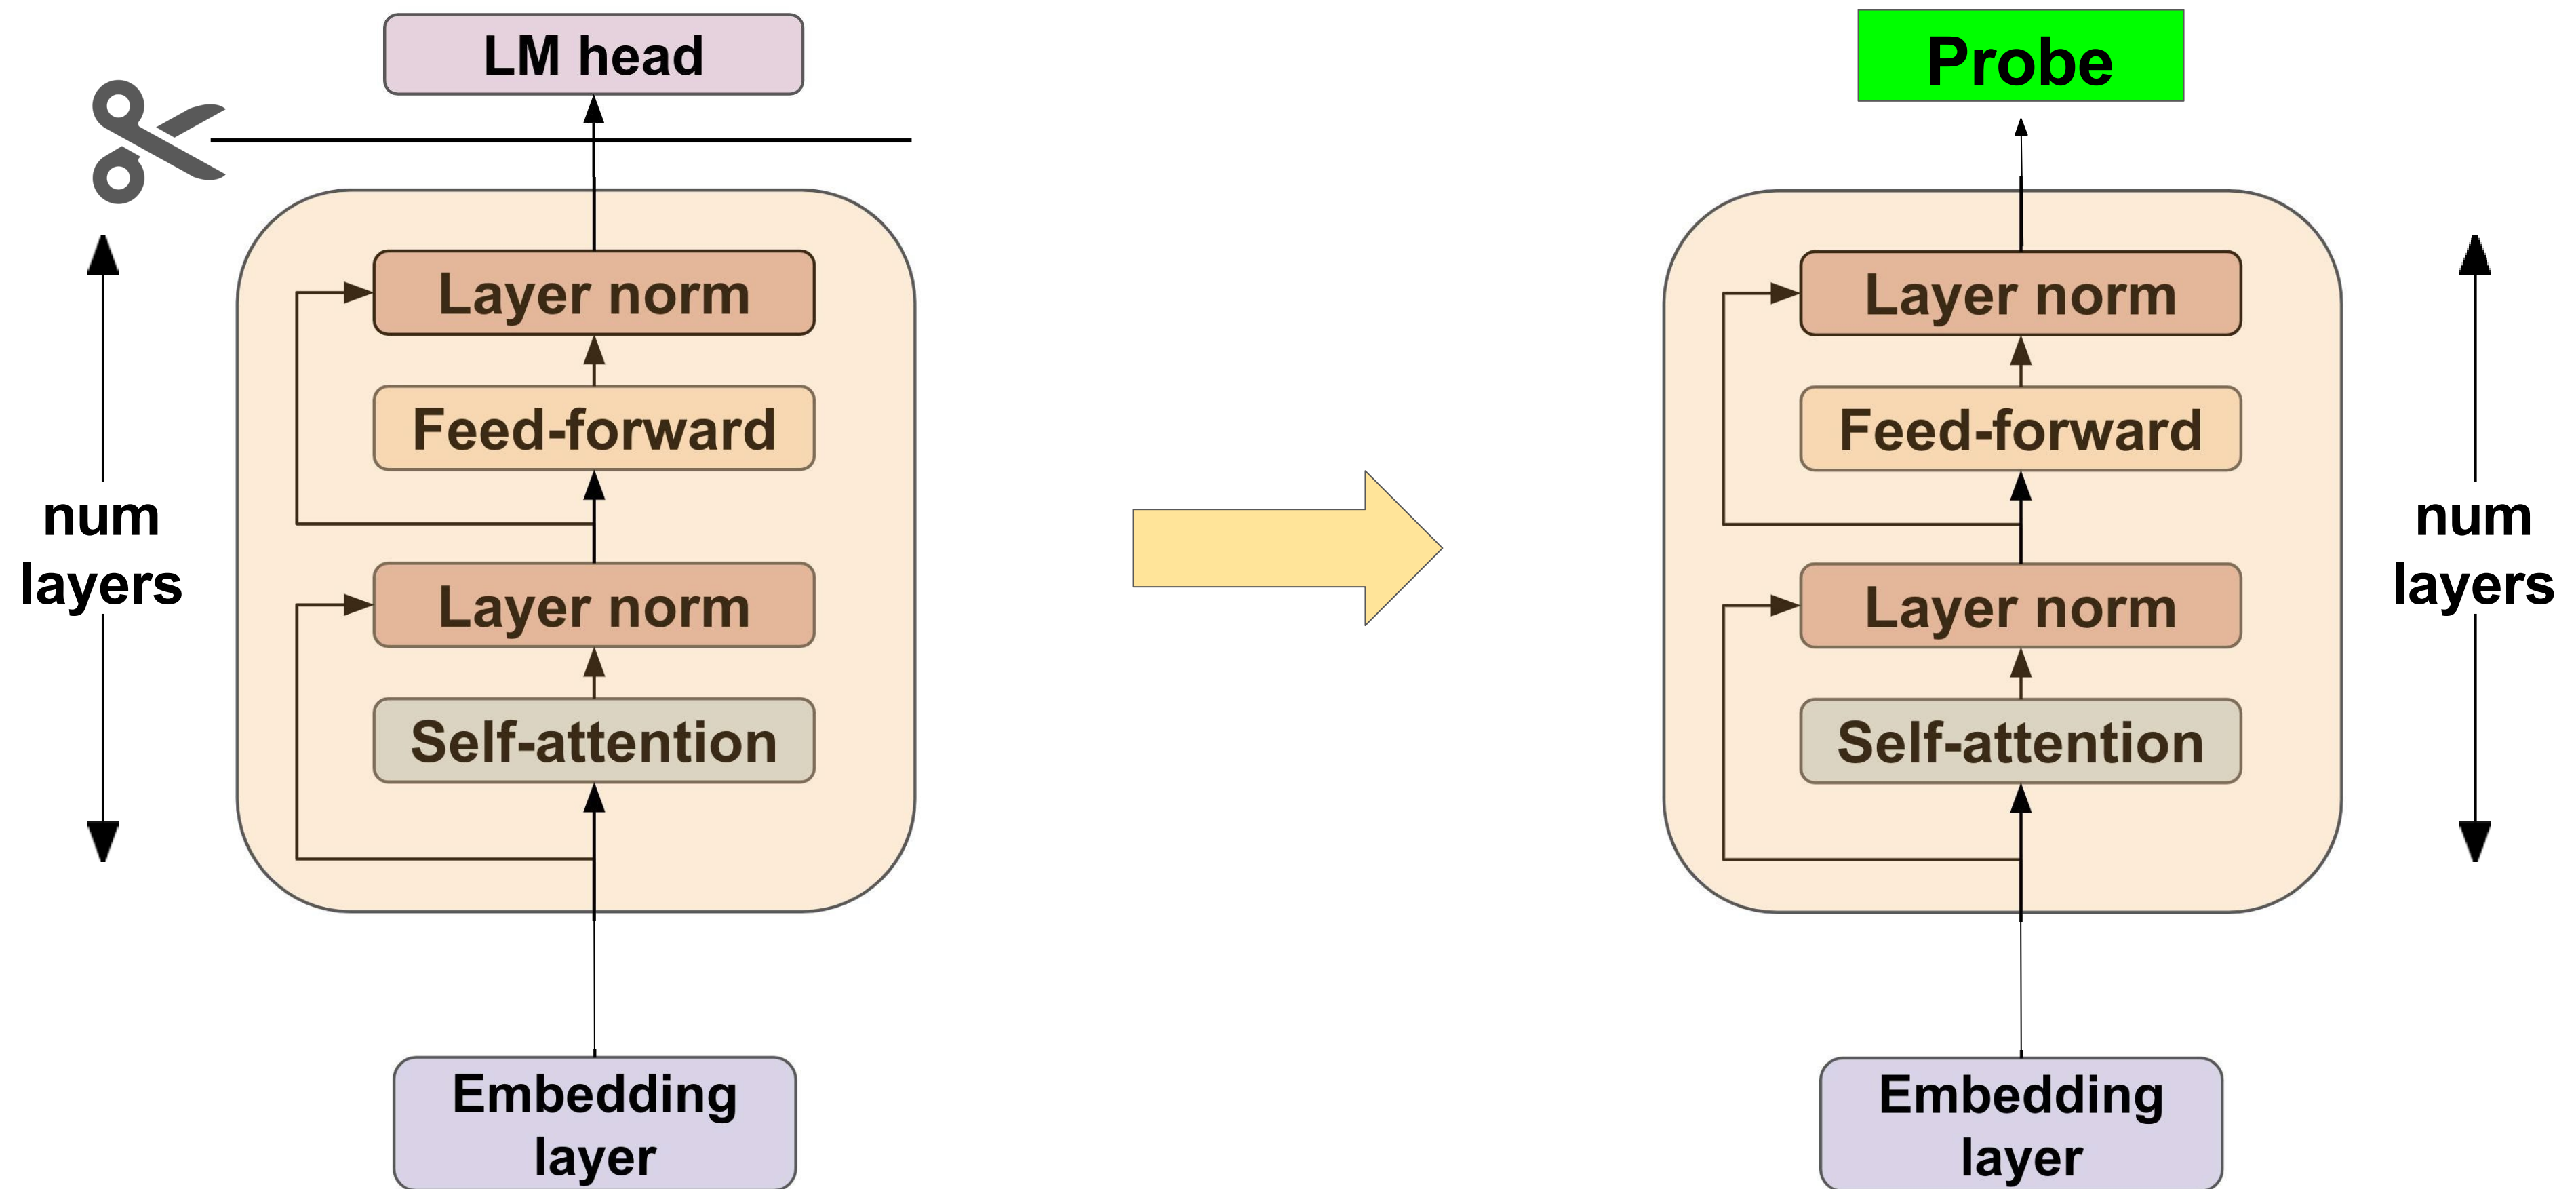 LM head
Layer norm
Feed-forward
Layer norm
Self-attention
num
layers
Embedding
layer
Probe
Layer norm
Feed-forward
Layer norm
Self-attention
num
layers
Embedding
layer